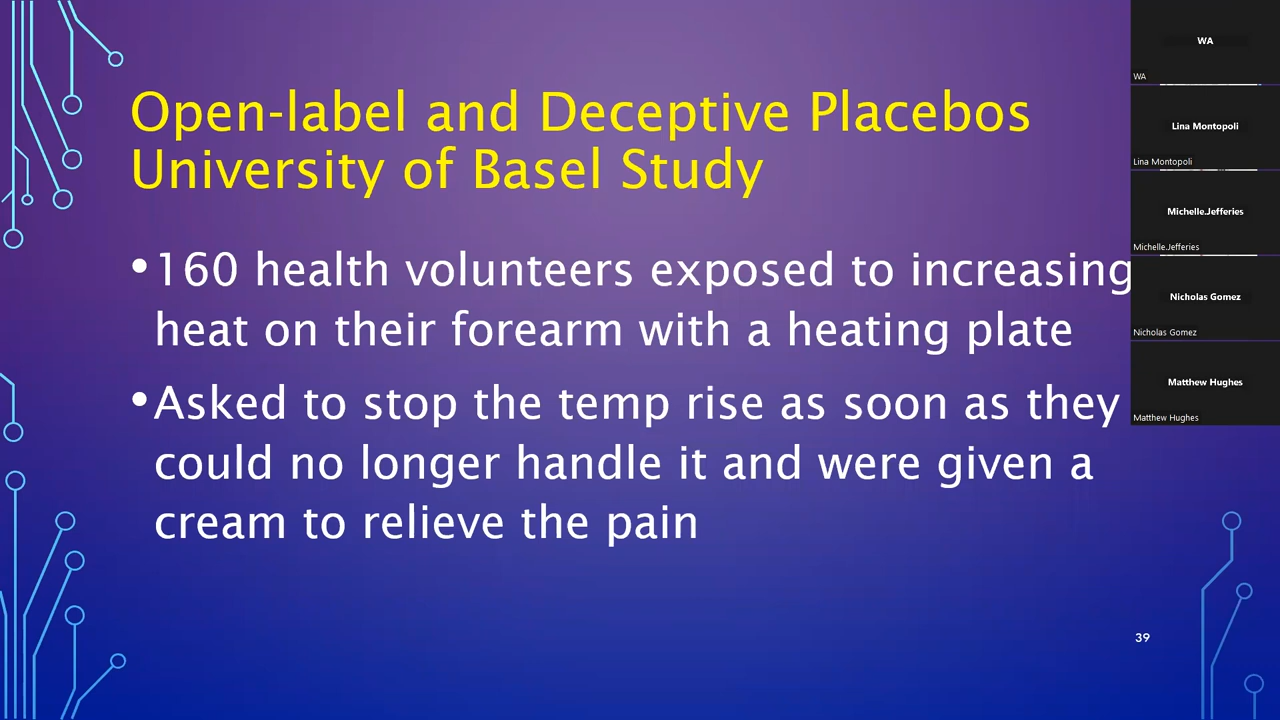 Open-label and Deceptive Placebos
University of Basel Study
•160 health volunteers exposed to increasing
heat on their forearm with a heating plate
•Asked to stop the temp rise as soon as they
could no longer handle it and were given a
cream to relieve the pain
39
WA
WA
Lina Montopoli
Lina Montopoli
Michelle.Jefferies
Michelle.Jefferies
Nicholas Gomez
Nicholas Gomez
Matthew Hughes
Matthew Hughes